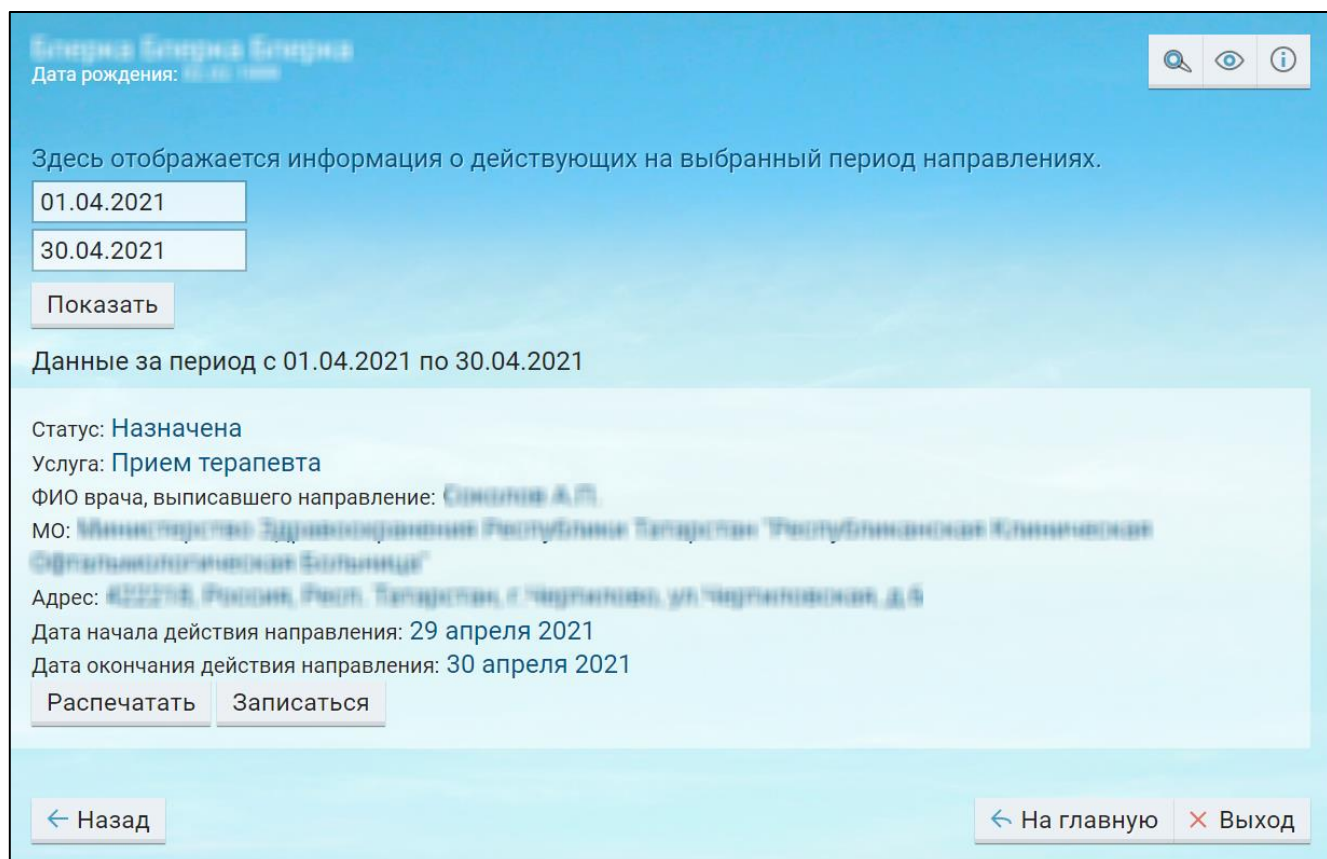 Дата рождения:
Здесь отображается информация о действующих на выбранный период направлениях.
01.04.2021
30.04.2021
Показать
Данные за период с 01.04.2021 по 30.04.2021
Статус: Назначена
Услуга: Прием терапевта
ФИО врача, выписавшего направление:
МО:
Адрес:
Дата начала действия направления: 29 апреля 2021
Дата окончания действия направления: 30 апреля 2021
Распечатать Записаться
Назад На главную Выход